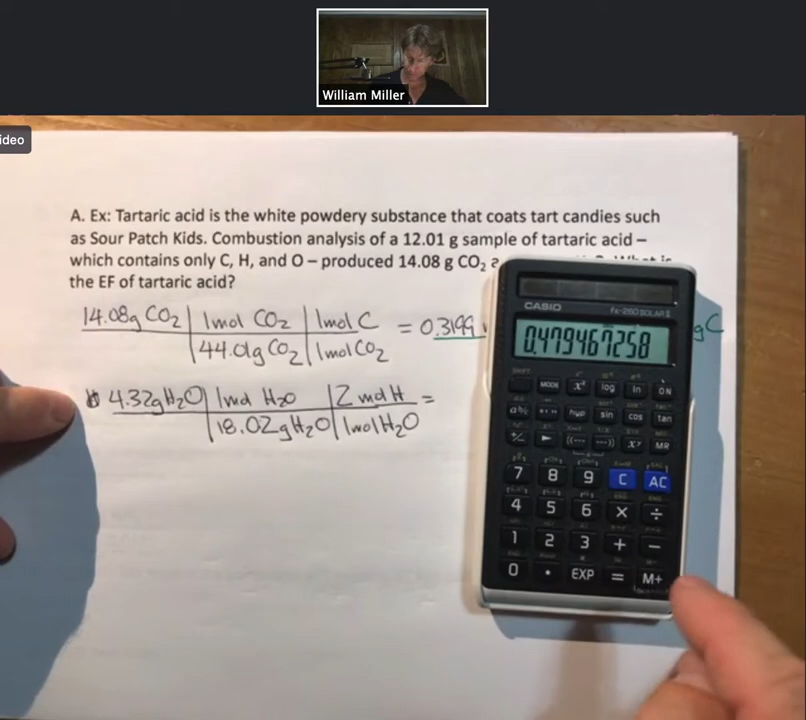 William Miller
ideo
A. Ex: Tartaric acid is the white powdery substance that coats tart candies such
as Sour Patch Kids. Combustion analysis of a 12.01 g sample of tartaric acid –
which contains only C, H, and O – produced 14.08 g CO₂
the EF of tartaric acid?
14.08g CO₂ | 1mol CO₂ | 1mol C = 0.3199 gC
44.01g CO₂ | 1mol CO₂
4.32g H₂O | 1mol H₂O | 2 mol H =
18.02g H₂O | 1mol H₂O
CASIO fx-260 SOLAR II
0.479467258
SHIFT MODE log ln ON
hyp sin cos tan
MR
7 8 9 C AC
4 5 6 × ÷
1 2 3 + −
0 • EXP = M+